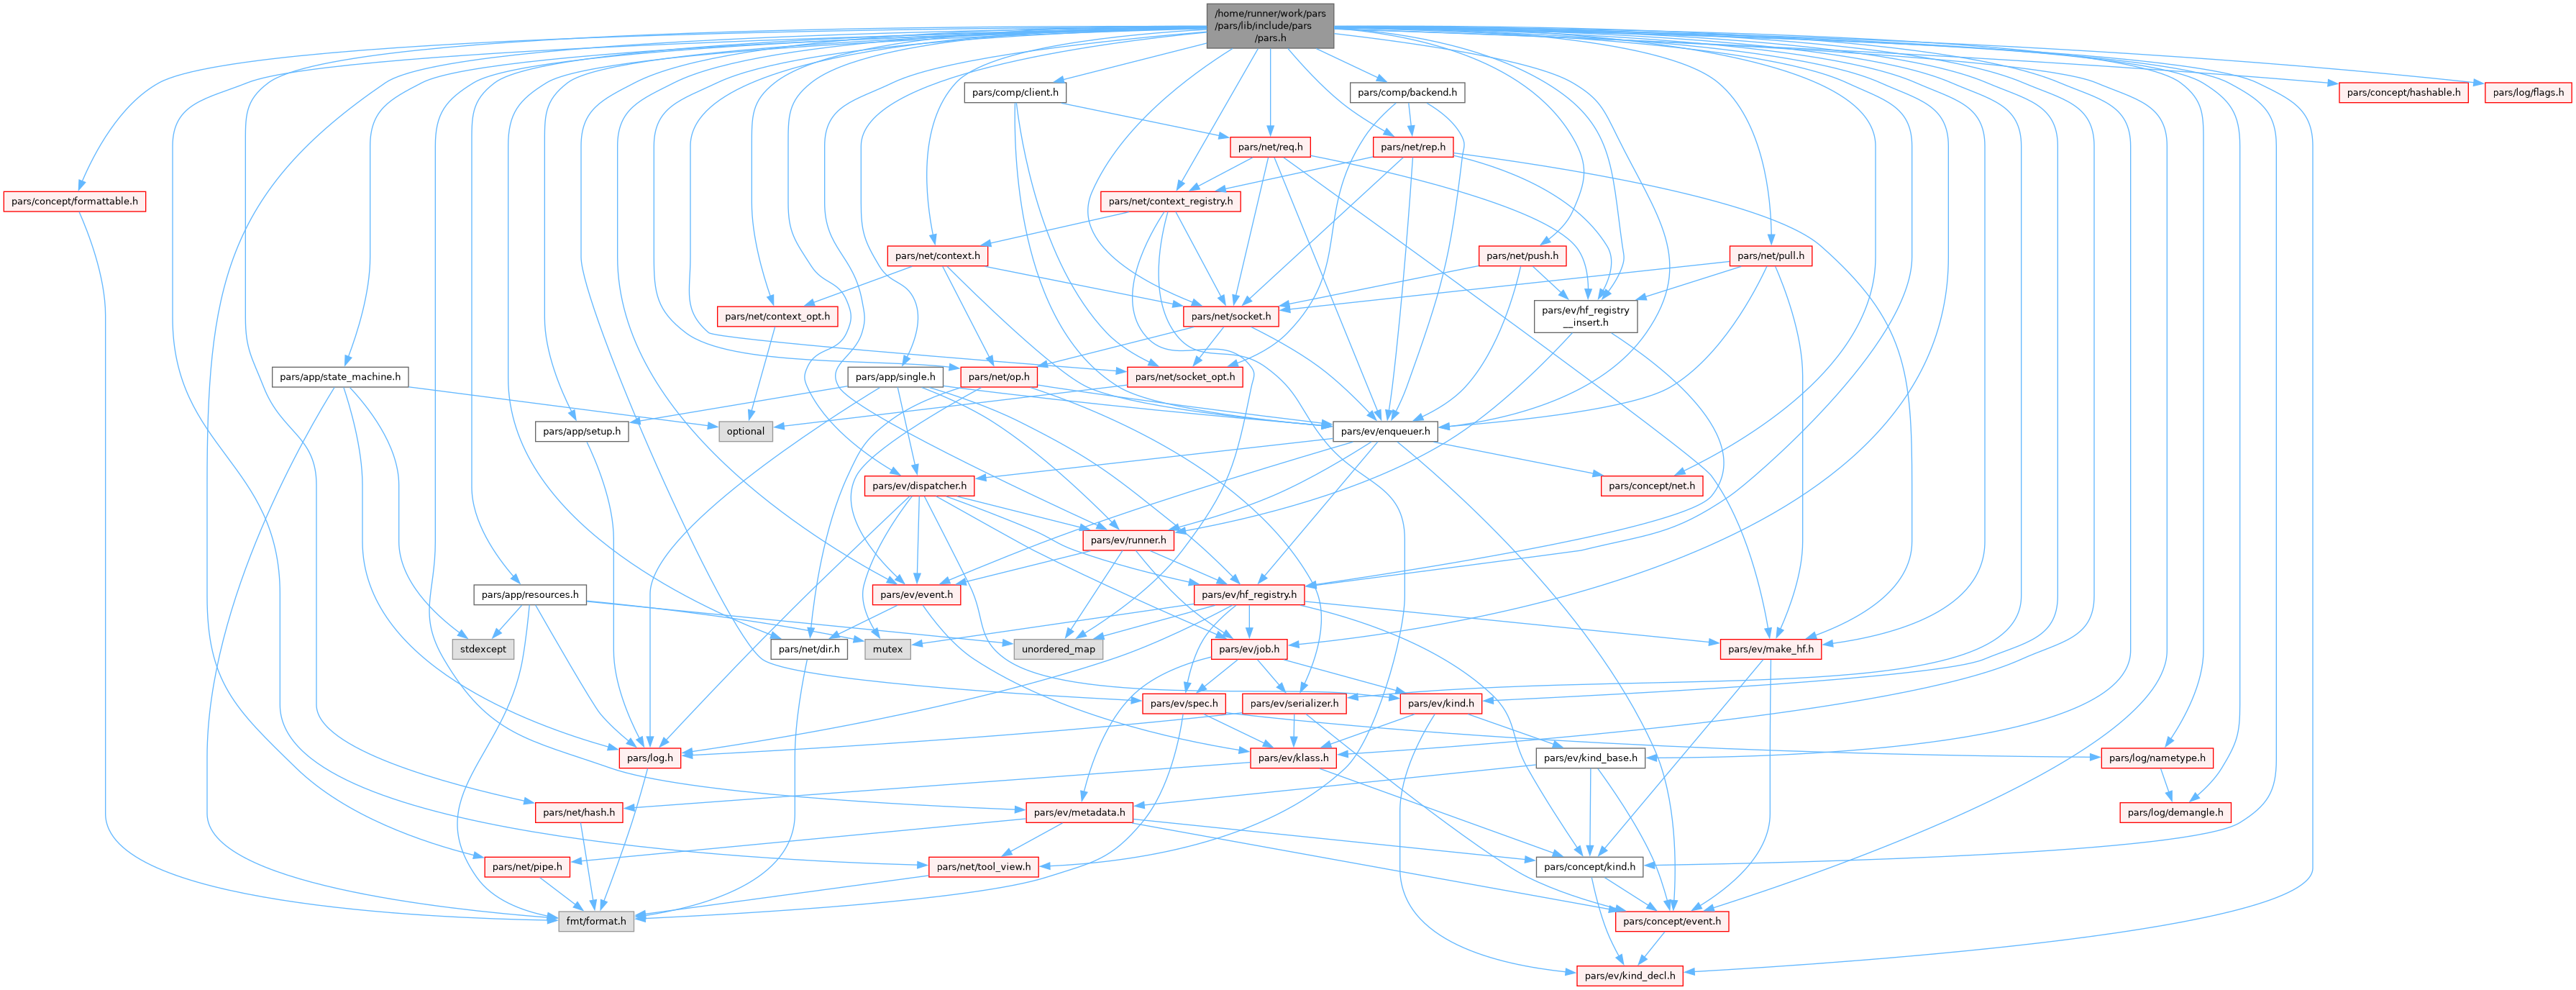 /home/runner/work/pars
/pars/lib/include/pars
/pars.h
pars/comp/client.h
pars/comp/backend.h
pars/concept/hashable.h
pars/log/flags.h
pars/net/req.h
pars/net/rep.h
pars/concept/formattable.h
pars/net/context_registry.h
pars/net/context.h
pars/net/push.h
pars/net/pull.h
pars/net/context_opt.h
pars/net/socket.h
pars/ev/hf_registry
__insert.h
pars/app/state_machine.h
pars/app/single.h
pars/net/op.h
pars/net/socket_opt.h
pars/app/setup.h
optional
pars/ev/enqueuer.h
pars/ev/dispatcher.h
pars/concept/net.h
pars/ev/runner.h
pars/app/resources.h
pars/ev/event.h
pars/ev/hf_registry.h
stdexcept
pars/net/dir.h
mutex
unordered_map
pars/ev/job.h
pars/ev/make_hf.h
pars/ev/spec.h
pars/ev/serializer.h
pars/ev/kind.h
pars/log.h
pars/ev/klass.h
pars/ev/kind_base.h
pars/log/nametype.h
pars/net/hash.h
pars/ev/metadata.h
pars/log/demangle.h
pars/net/pipe.h
pars/net/tool_view.h
pars/concept/kind.h
fmt/format.h
pars/concept/event.h
pars/ev/kind_decl.h